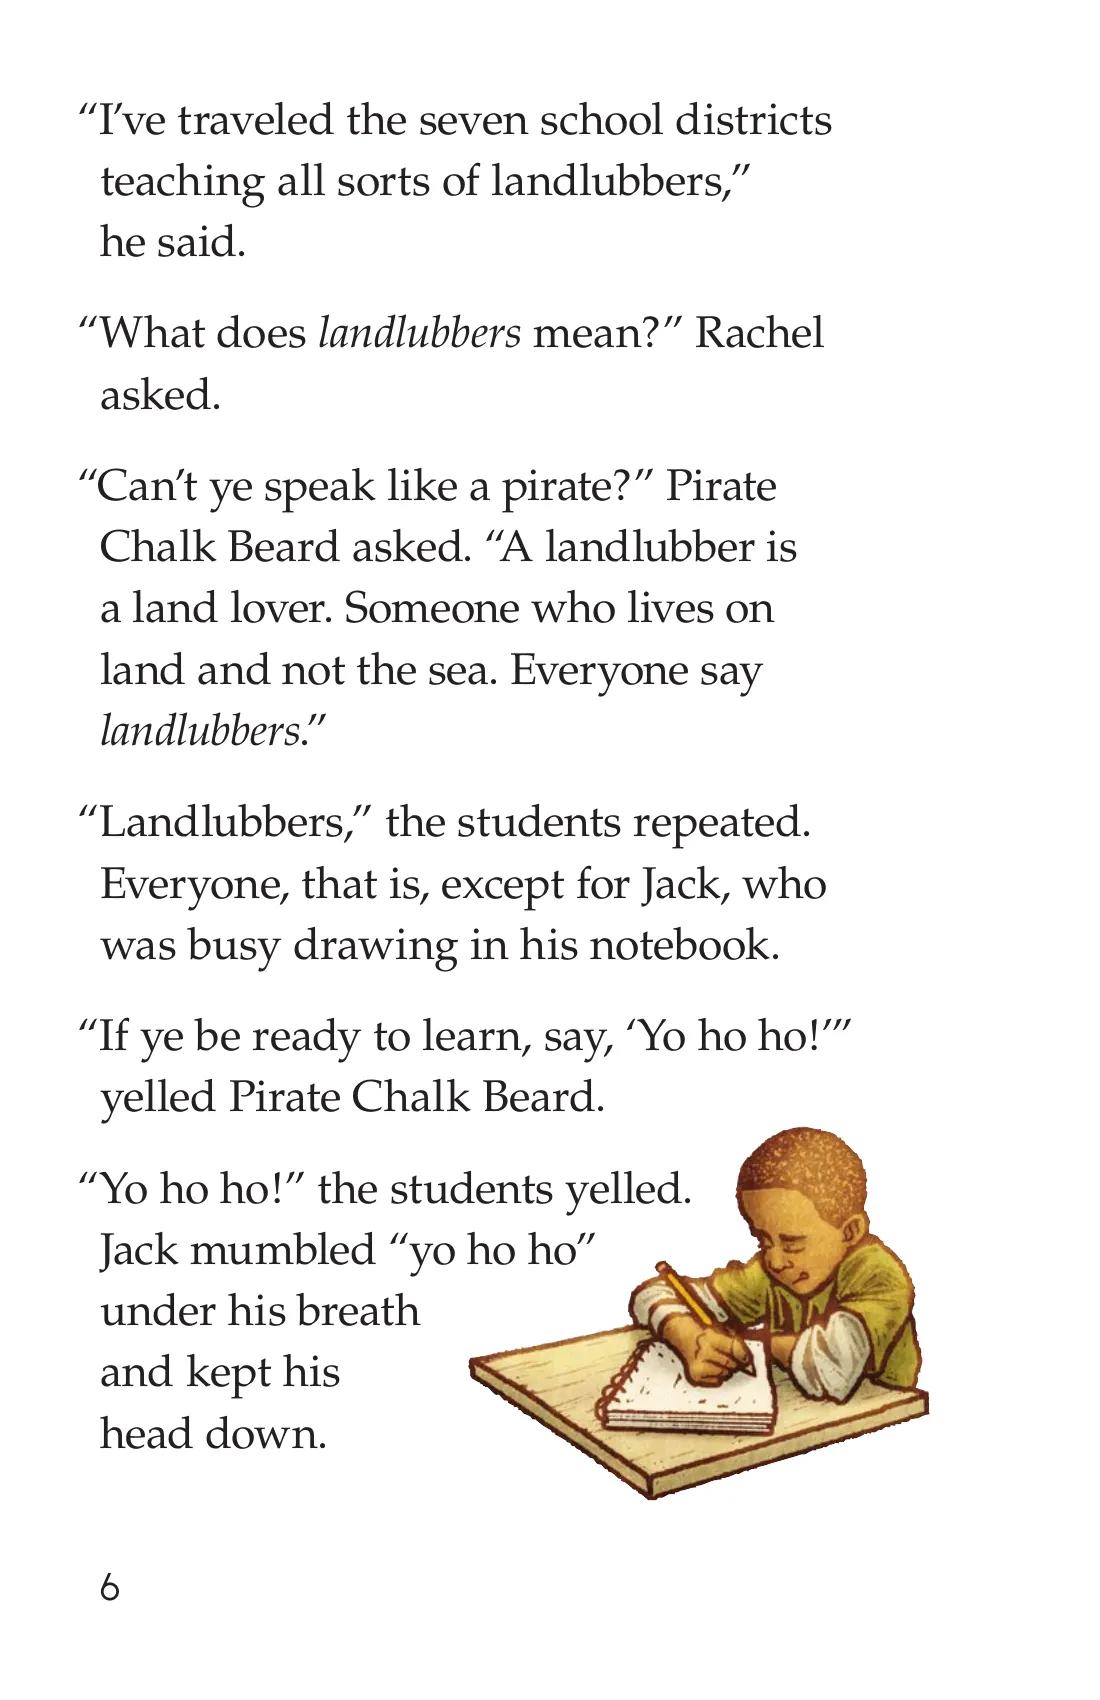 “I’ve traveled the seven school districts
teaching all sorts of landlubbers,”
he said.
“What does landlubbers mean?” Rachel
asked.
“Can’t ye speak like a pirate?” Pirate
Chalk Beard asked. “A landlubber is
a land lover. Someone who lives on
land and not the sea. Everyone say
landlubbers.”
“Landlubbers,” the students repeated.
Everyone, that is, except for Jack, who
was busy drawing in his notebook.
“If ye be ready to learn, say, ‘Yo ho ho!’”
yelled Pirate Chalk Beard.
“Yo ho ho!” the students yelled.
Jack mumbled “yo ho ho”
under his breath
and kept his
head down.
6